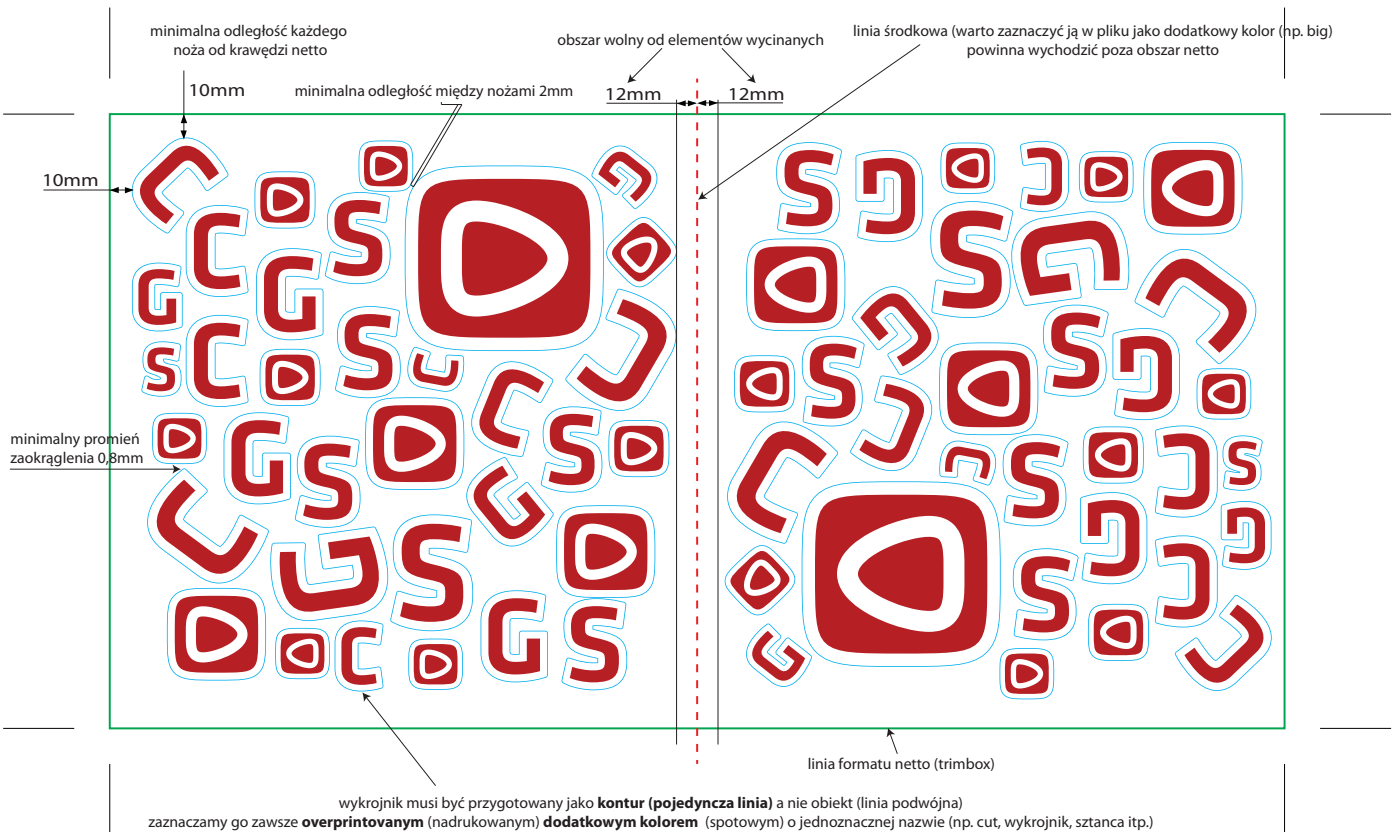 minimalna odległość każdego
noża od krawędzi netto
obszar wolny od elementów wycinanych
linia środkowa (warto zaznaczyć ją w pliku jako dodatkowy kolor (np. big)
powinna wychodzić poza obszar netto
10mm
minimalna odległość między nożami 2mm
12mm
12mm
10mm
minimalny promień
zaokrąglenia 0,8mm
linia formatu netto (trimbox)
wykrojnik musi być przygotowany jako kontur (pojedyncza linia) a nie obiekt (linia podwójna)
zaznaczamy go zawsze overprintovanym (nadrukowanym) dodatkowym kolorem (spotowym) o jednoznacznej nazwie (np. cut, wykrojnik, sztanca itp.)